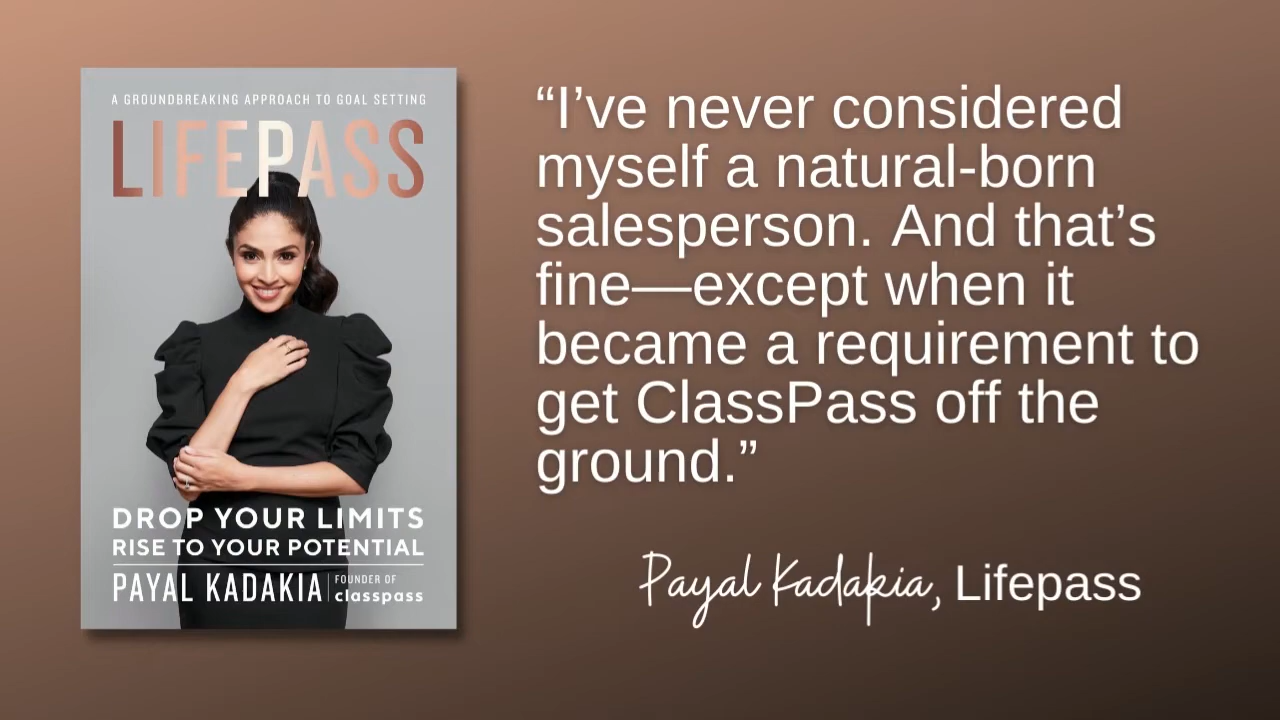 A GROUNDBREAKING APPROACH TO GOAL SETTING
LIFEPASS
DROP YOUR LIMITS
RISE TO YOUR POTENTIAL
PAYAL KADAKIA
FOUNDER OF
classpass
“I’ve never considered
myself a natural-born
salesperson. And that’s
fine—except when it
became a requirement to
get ClassPass off the
ground.”
Payal Kadakia, Lifepass